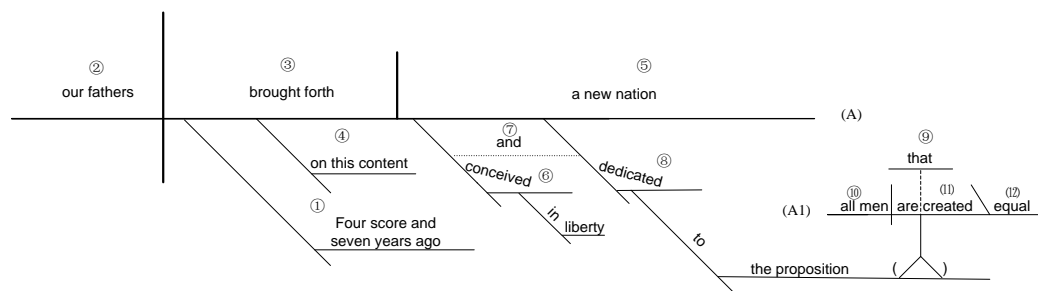 ② ③ ⑤
our fathers brought forth a new nation
(A)
④ ⑦ ⑨
and that
on this content conceived ⑥ dedicated ⑧
⑩ (11) (12)
(A1) all men are created equal
① Four score and
seven years ago
in liberty
to
the proposition ( )